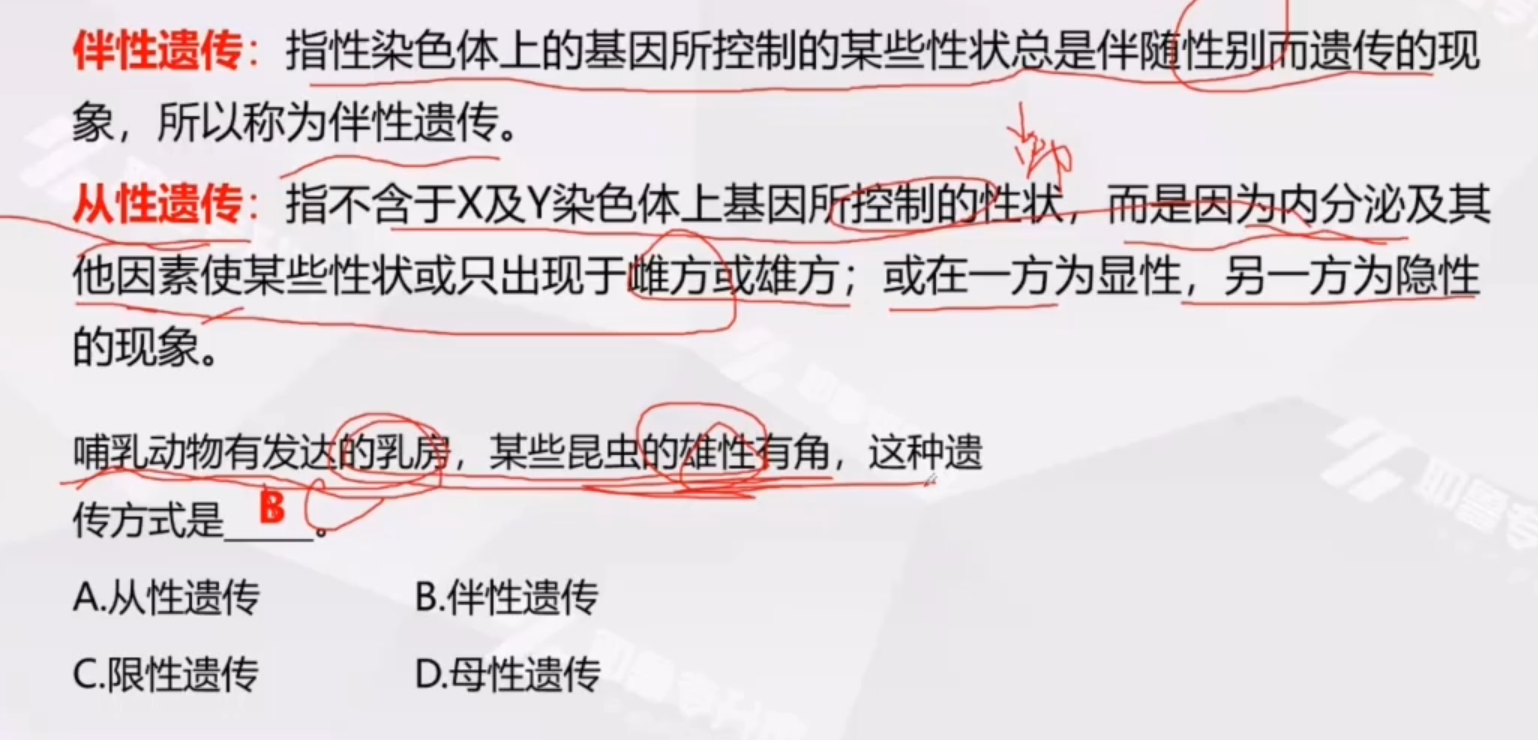 伴性遗传：指性染色体上的基因所控制的某些性状总是伴随性别而遗传的现
象，所以称为伴性遗传。
从性遗传：指不含于X及Y染色体上基因所控制的性状，而是因为内分泌及其
他因素使某些性状或只出现于雌方或雄方；或在一方为显性，另一方为隐性
的现象。
哺乳动物有发达的乳房，某些昆虫的雄性有角，这种遗
传方式是 B 。
A.从性遗传 B.伴性遗传
C.限性遗传 D.母性遗传